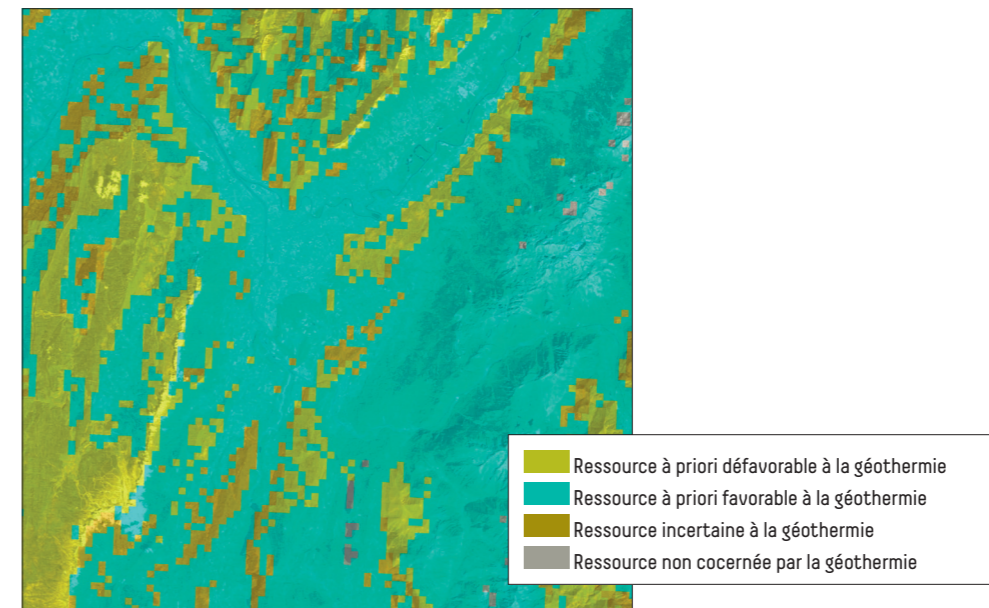 Ressource à priori défavorable à la géothermie
Ressource à priori favorable à la géothermie
Ressource incertaine à la géothermie
Ressource non cocernée par la géothermie